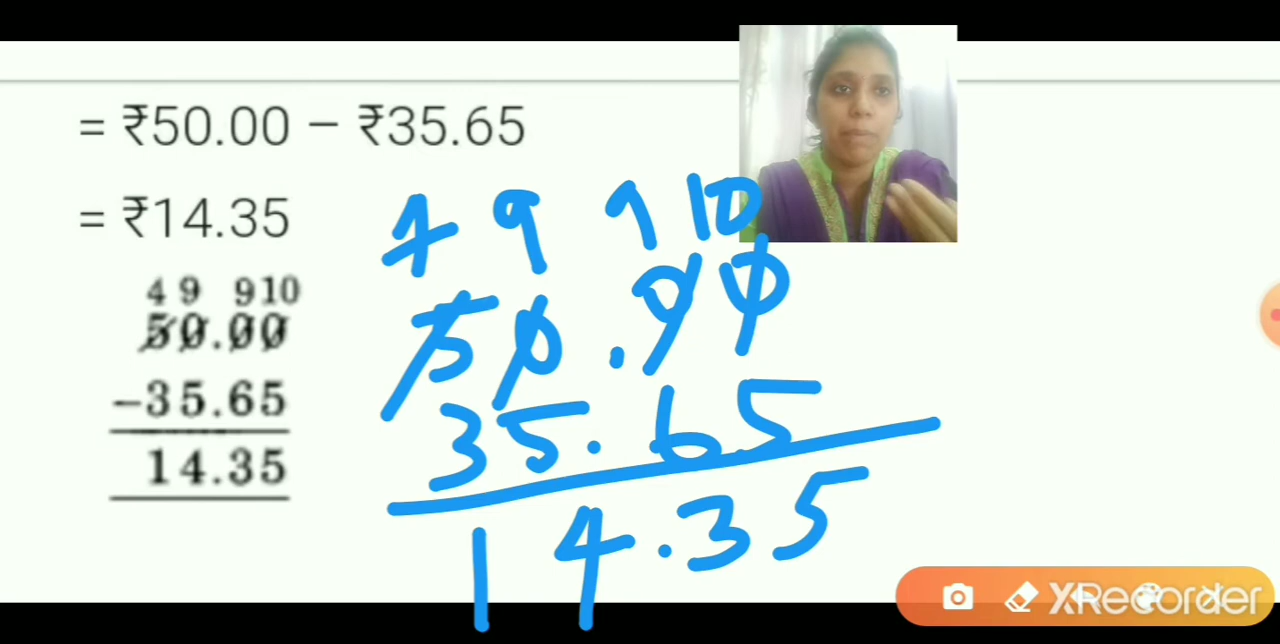 = ₹50.00 – ₹35.65
= ₹14.35
4 9 9 10
50.00
–35.65
14.35
4 9 9 10
50.00
35.65
14.35
XRecorder